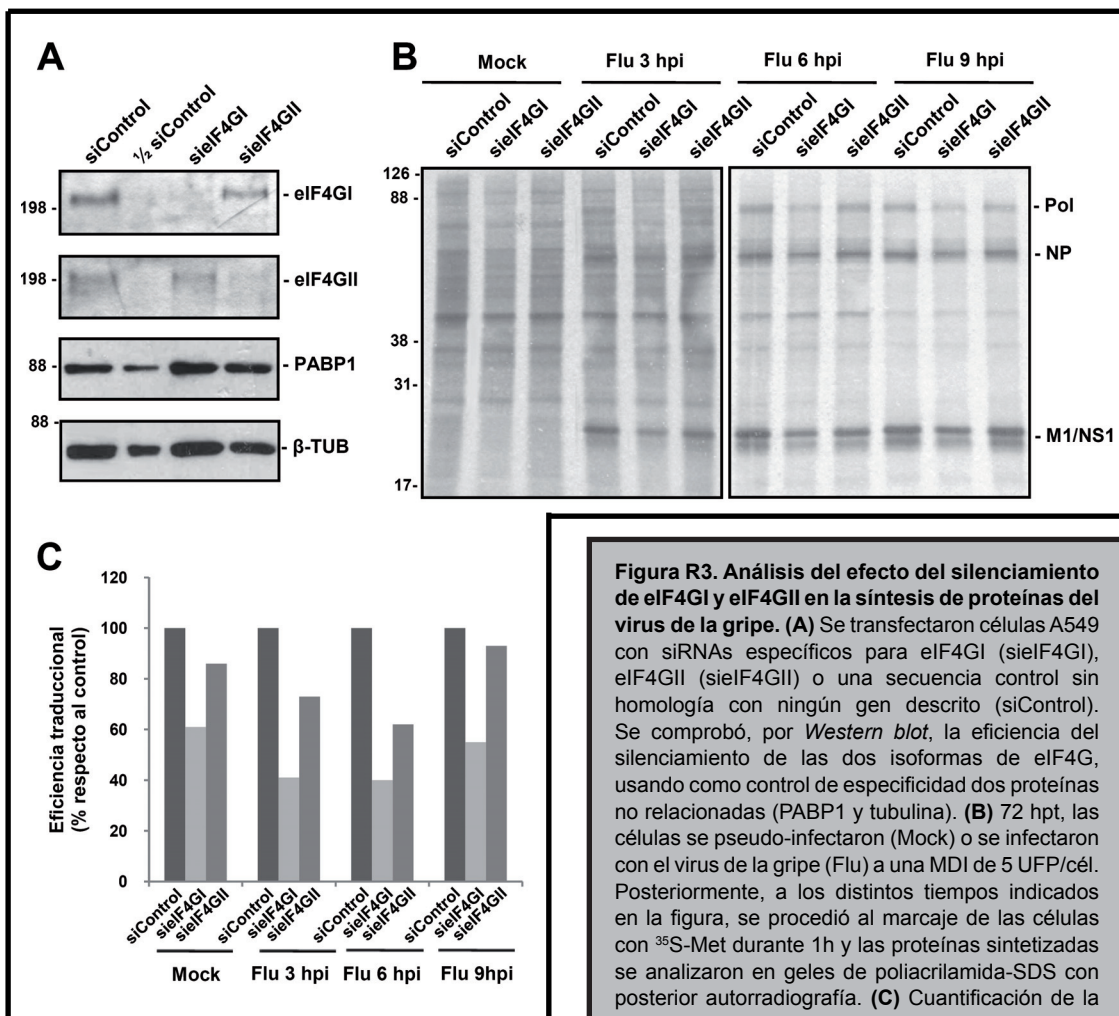 A
siControl
½ siControl
sieIF4GI
sieIF4GII
198 -
- eIF4GI
198 -
- eIF4GII
88 -
- PABP1
88 -
- β-TUB
B
Mock
Flu 3 hpi
Flu 6 hpi
Flu 9 hpi
siControl
sieIF4GI
sieIF4GII
siControl
sieIF4GI
sieIF4GII
siControl
sieIF4GI
sieIF4GII
siControl
sieIF4GI
sieIF4GII
126 -
88 -
38 -
31 -
17-
- Pol
- NP
- M1/NS1
C
Eficiencia traduccional
(% respecto al control)
120
100
80
60
40
20
0
siControl
sieIF4GI
sieIF4GII
siControl
sieIF4GI
sieIF4GII
siControl
sieIF4GI
sieIF4GII
siControl
sieIF4GI
sieIF4GII
Mock
Flu 3 hpi
Flu 6 hpi
Flu 9hpi
Figura R3. Análisis del efecto del silenciamiento
de eIF4GI y eIF4GII en la síntesis de proteínas del
virus de la gripe. (A) Se transfectaron células A549
con siRNAs específicos para eIF4GI (sieIF4GI),
eIF4GII (sieIF4GII) o una secuencia control sin
homología con ningún gen descrito (siControl).
Se comprobó, por Western blot, la eficiencia del
silenciamiento de las dos isoformas de eIF4G,
usando como control de especificidad dos proteínas
no relacionadas (PABP1 y tubulina). (B) 72 hpt, las
células se pseudo-infectaron (Mock) o se infectaron
con el virus de la gripe (Flu) a una MDI de 5 UFP/cél.
Posteriormente, a los distintos tiempos indicados
en la figura, se procedió al marcaje de las células
con ³⁵S-Met durante 1h y las proteínas sintetizadas
se analizaron en geles de poliacrilamida-SDS con
posterior autorradiografía. (C) Cuantificación de la